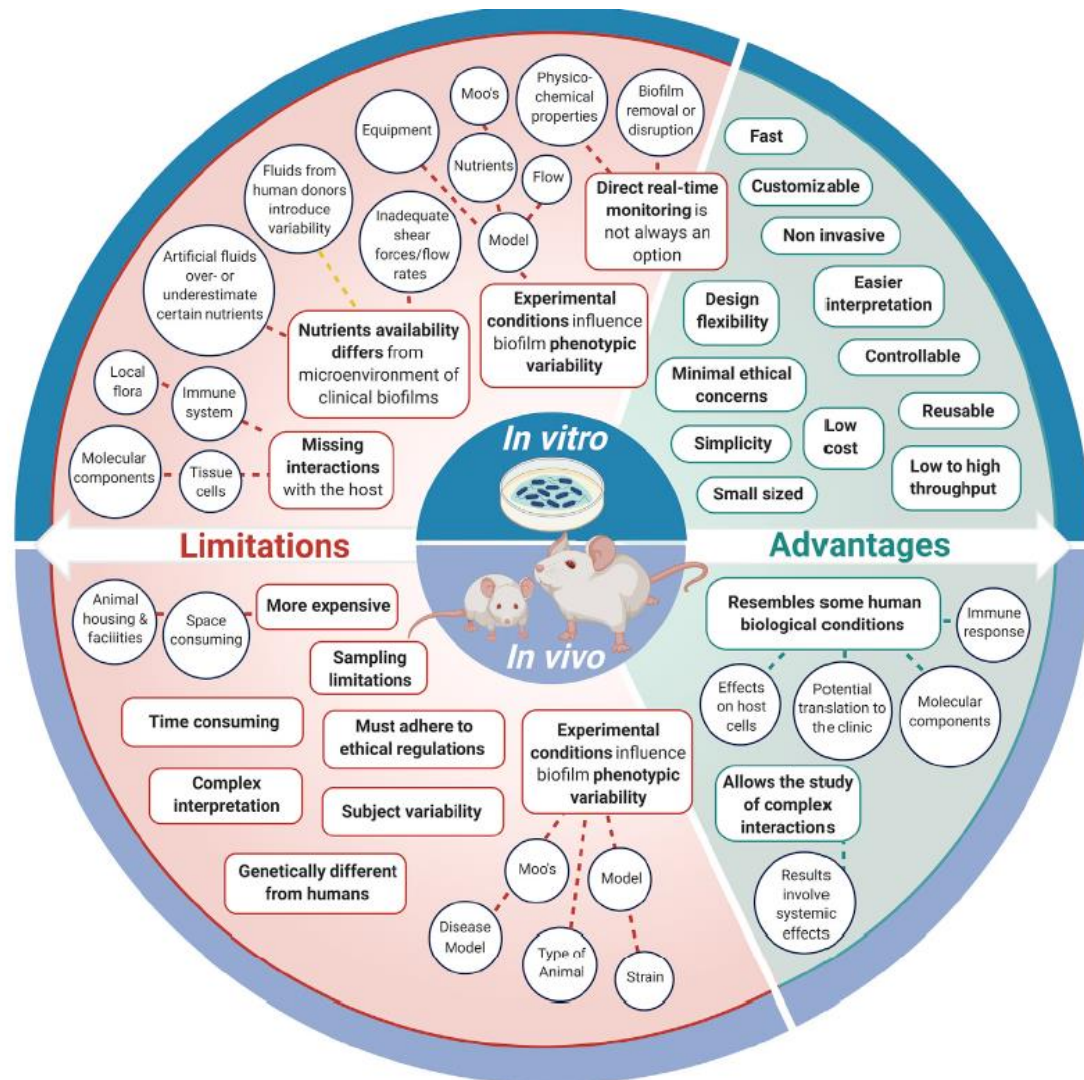 Moo's
Physico-
chemical
properties
Biofilm
removal or
disruption
Equipment
Nutrients
Flow
Fluids from
human donors
introduce
variability
Inadequate
shear
forces/flow
rates
Model
Direct real-time
monitoring is
not always an
option
Artificial fluids
over- or
underestimate
certain nutrients
Nutrients availability
differs from
microenvironment of
clinical biofilms
Experimental
conditions influence
biofilm phenotypic
variability
Local
flora
Immune
system
Molecular
components
Tissue
cells
Missing
interactions
with the host
Fast
Customizable
Non invasive
Easier
interpretation
Design
flexibility
Controllable
Minimal ethical
concerns
Reusable
Low
cost
Simplicity
Low to high
throughput
Small sized
In vitro
Limitations
Advantages
In vivo
Animal
housing &
faciiities
Space
consuming
More expensive
Sampling
limitations
Time consuming
Must adhere to
ethical regulations
Experimental
conditions influence
biofilm phenotypic
variability
Complex
interpretation
Subject variability
Genetically different
from humans
Moo's
Model
Disease
Model
Type of
Animal
Strain
Resembles some human
biological conditions
Immune
response
Effects
on host
cells
Potential
translation to
the clinic
Molecular
components
Allows the study
of complex
interactions
Results
involve
systemic
effects